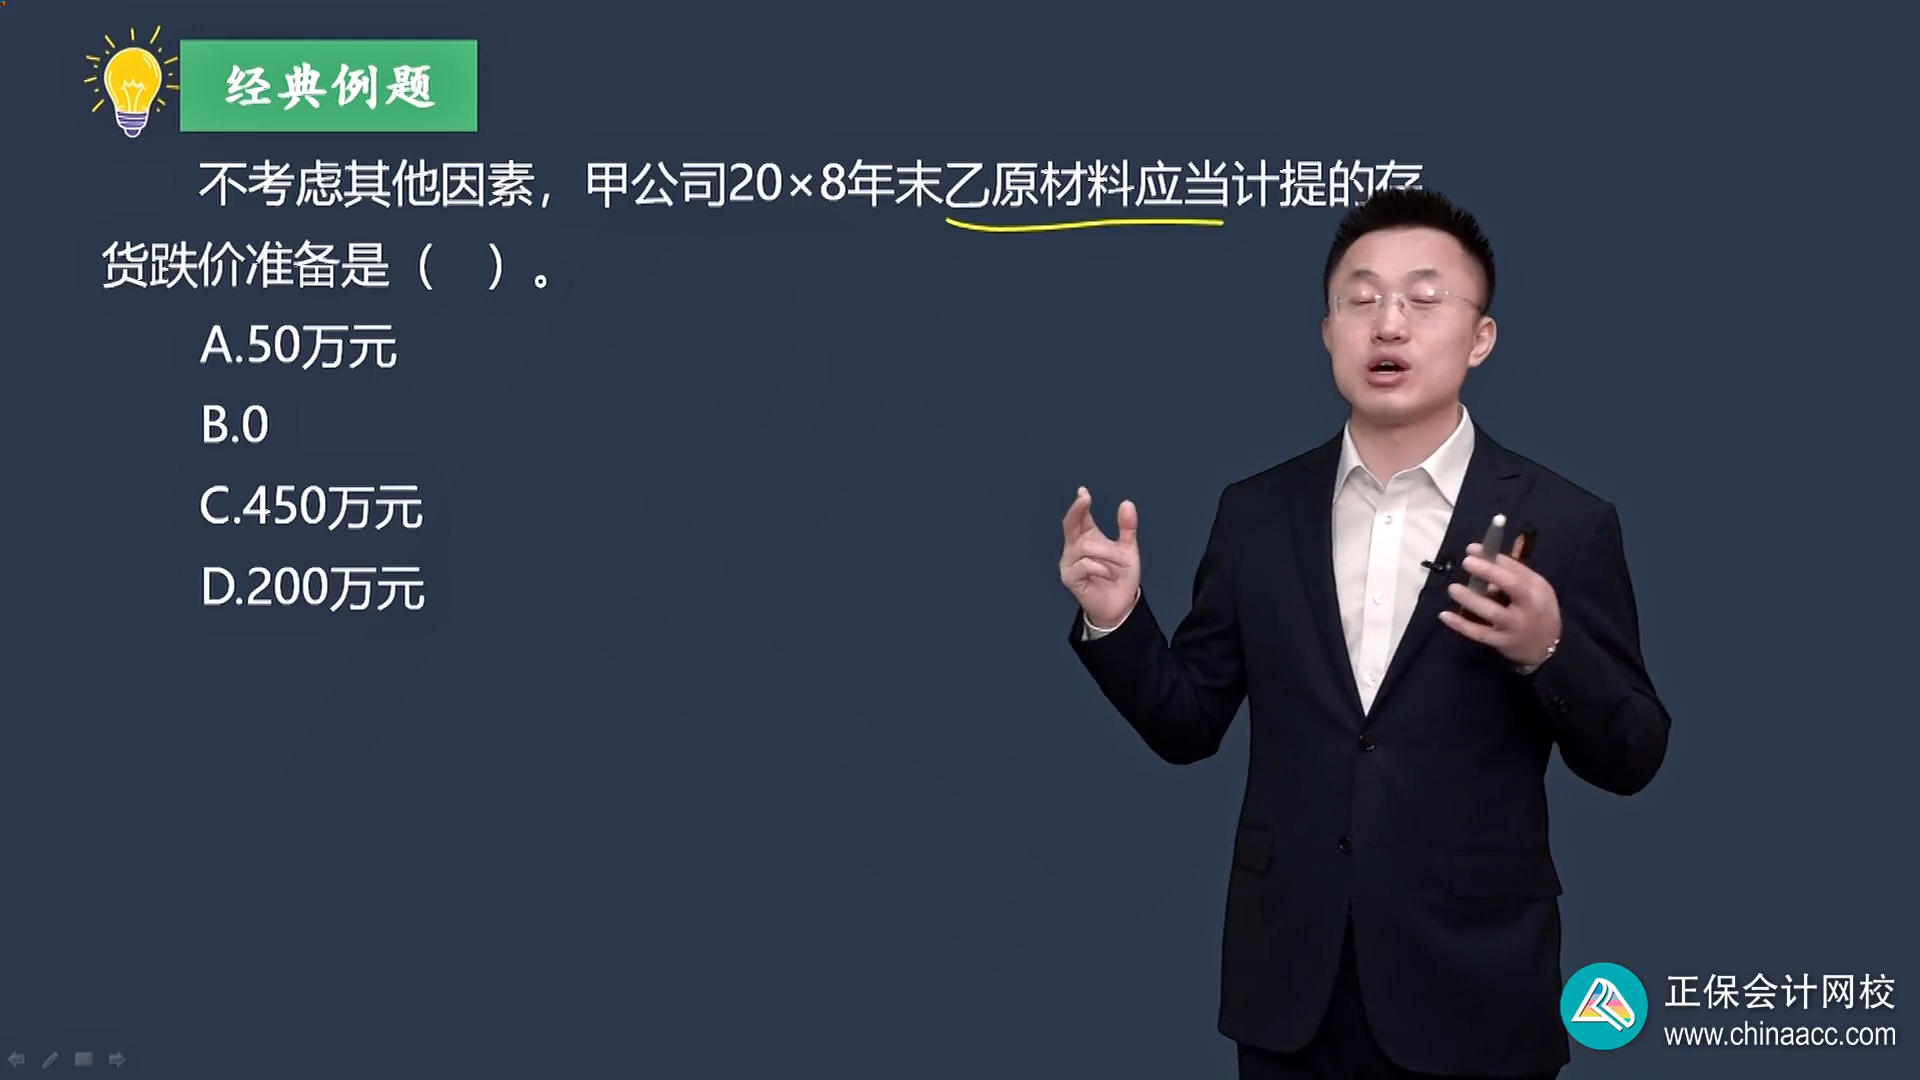 经典例题
不考虑其他因素，甲公司20×8年末乙原材料应当计提的存
货跌价准备是（　）。
A.50万元
B.0
C.450万元
D.200万元
正保会计网校
www.chinaacc.com